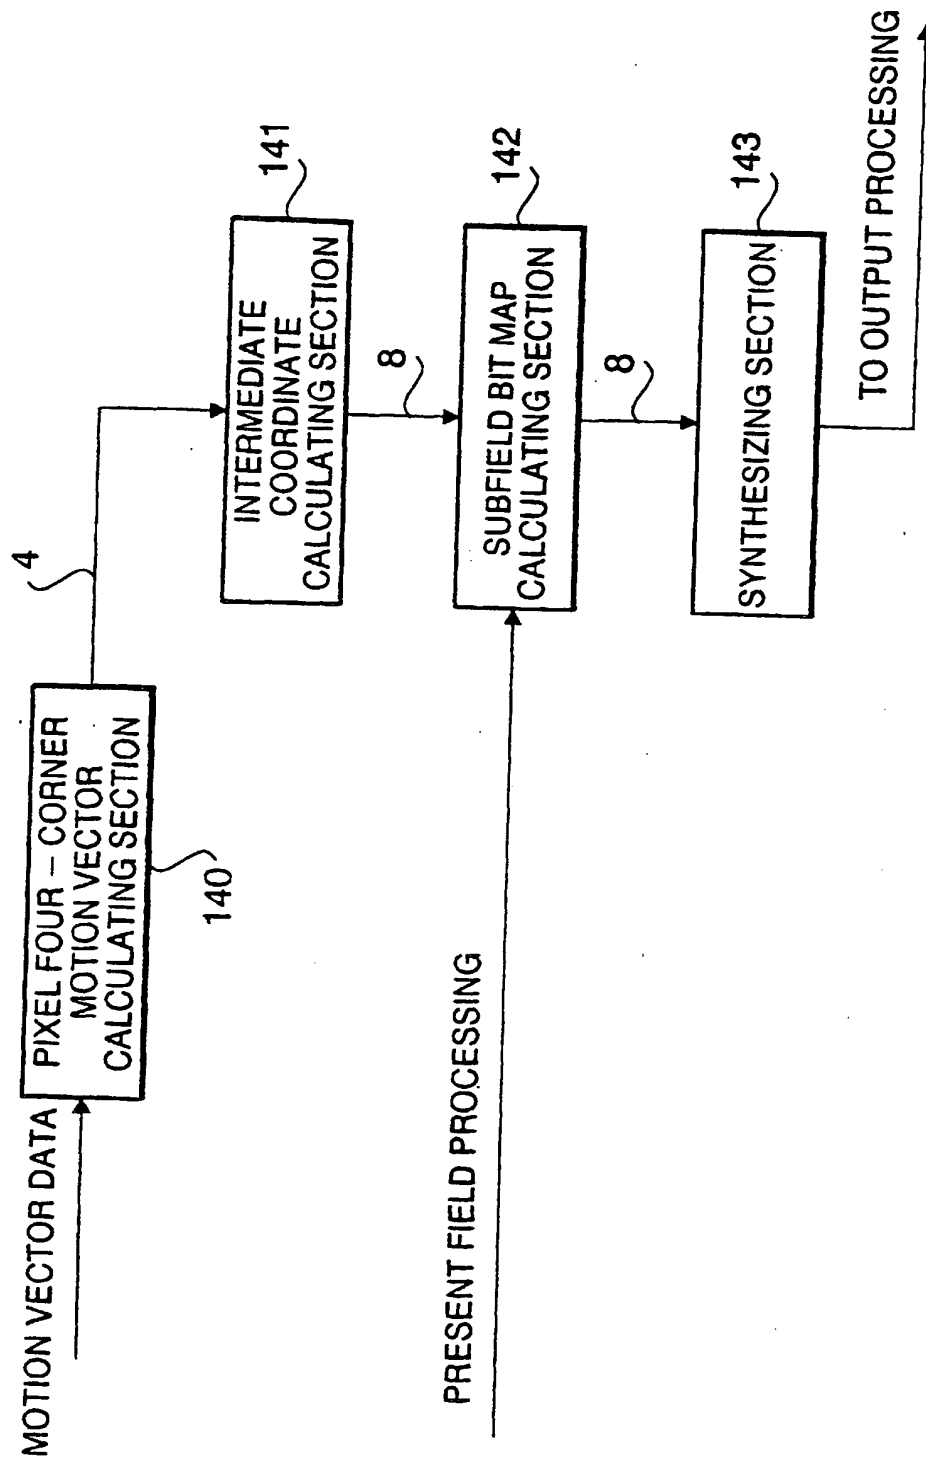 MOTION VECTOR DATA
PIXEL FOUR – CORNER
MOTION VECTOR
CALCULATING SECTION
140
4
INTERMEDIATE
COORDINATE
CALCULATING SECTION
141
8
PRESENT FIELD PROCESSING
SUBFIELD BIT MAP
CALCULATING SECTION
142
8
SYNTHESIZING SECTION
143
TO OUTPUT PROCESSING